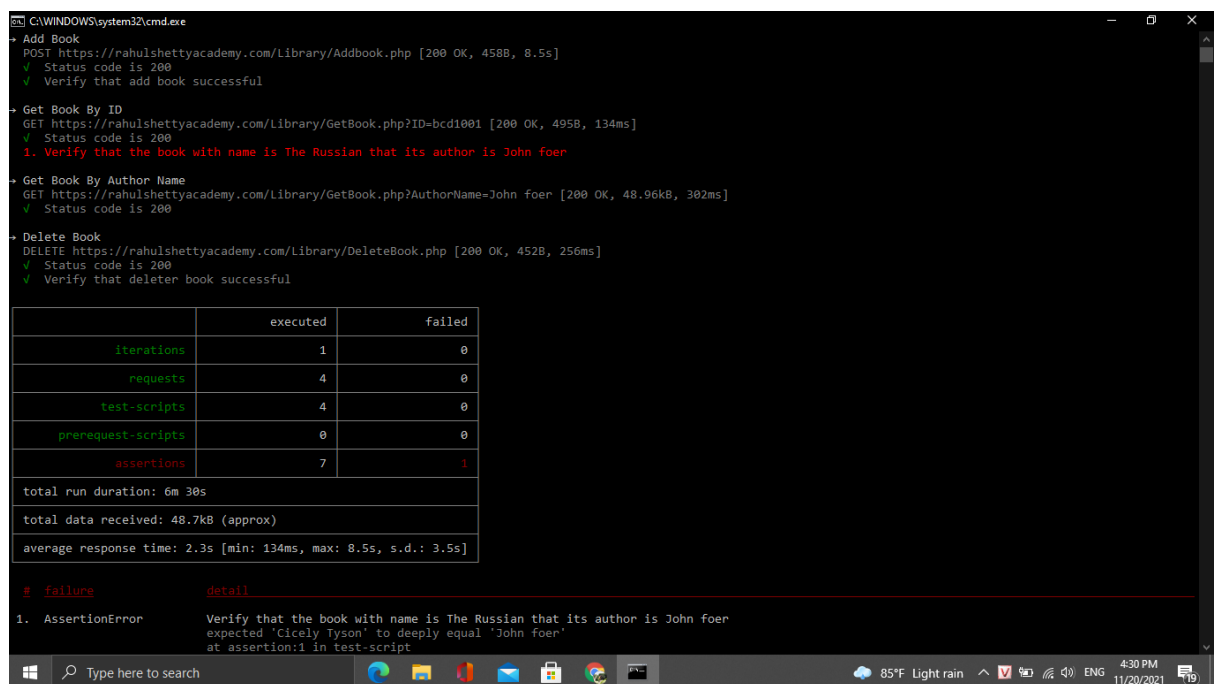 C:\WINDOWS\system32\cmd.exe
→ Add Book
POST https://rahulshettyacademy.com/Library/Addbook.php [200 OK, 458B, 8.5s]
√ Status code is 200
√ Verify that add book successful
→ Get Book By ID
GET https://rahulshettyacademy.com/Library/GetBook.php?ID=bcd1001 [200 OK, 495B, 134ms]
√ Status code is 200
1. Verify that the book with name is The Russian that its author is John foer
→ Get Book By Author Name
GET https://rahulshettyacademy.com/Library/GetBook.php?AuthorName=John foer [200 OK, 48.96kB, 302ms]
√ Status code is 200
→ Delete Book
DELETE https://rahulshettyacademy.com/Library/DeleteBook.php [200 OK, 452B, 256ms]
√ Status code is 200
√ Verify that deleter book successful
executed failed
iterations 1 0
requests 4 0
test-scripts 4 0
prerequest-scripts 0 0
assertions 7 1
total run duration: 6m 30s
total data received: 48.7kB (approx)
average response time: 2.3s [min: 134ms, max: 8.5s, s.d.: 3.5s]
# failure detail
1. AssertionError Verify that the book with name is The Russian that its author is John foer
expected 'Cicely Tyson' to deeply equal 'John foer'
at assertion:1 in test-script
Type here to search 85°F Light rain V ENG 4:30 PM
11/20/2021 19